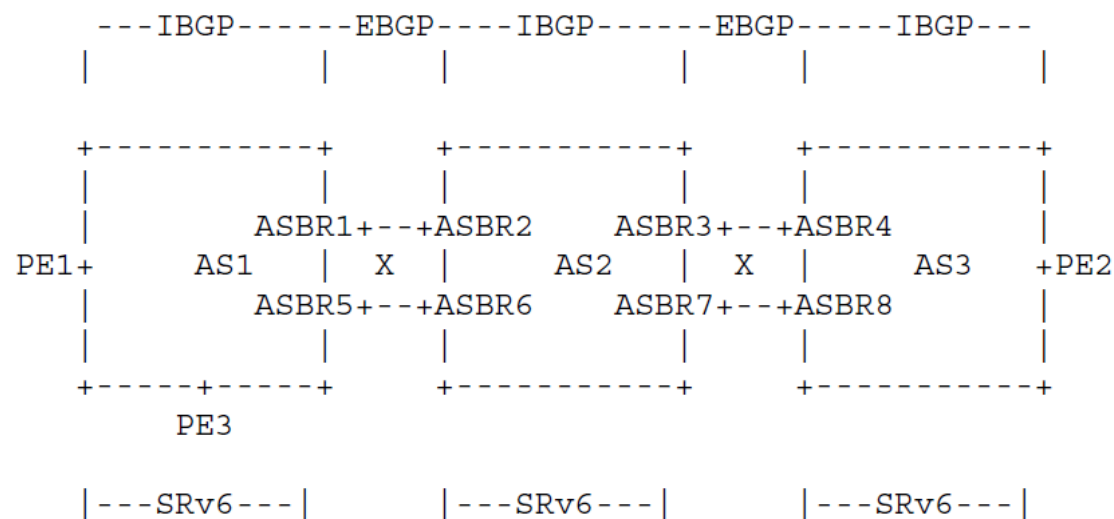 ---IBGP------EBGP----IBGP------EBGP-----IBGP---
|            |      |            |      |            |
+-----------+      +-----------+      +-----------+
|           |      |           |      |           |
|         ASBR1+--+ASBR2     ASBR3+--+ASBR4       |
PE1+     AS1    |  X  |     AS2    |  X  |     AS3    +PE2
|         ASBR5+--+ASBR6     ASBR7+--+ASBR8       |
|           |      |           |      |           |
+-----+-----+      +-----------+      +-----------+
PE3
|---SRv6---|      |---SRv6---|      |---SRv6---|